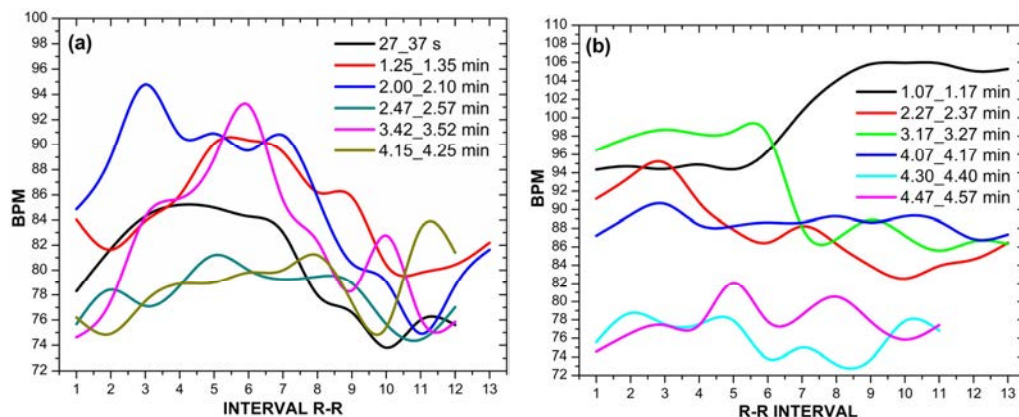 (a)
27_37 s
1.25_1.35 min
2.00_2.10 min
2.47_2.57 min
3.42_3.52 min
4.15_4.25 min
BPM
100
98
96
94
92
90
88
86
84
82
80
78
76
74
72
1 2 3 4 5 6 7 8 9 10 11 12 13
INTERVAL R-R
(b)
1.07_1.17 min
2.27_2.37 min
3.17_3.27 min
4.07_4.17 min
4.30_4.40 min
4.47_4.57 min
BPM
110
108
106
104
102
100
98
96
94
92
90
88
86
84
82
80
78
76
74
72
1 2 3 4 5 6 7 8 9 10 11 12 13
R-R INTERVAL